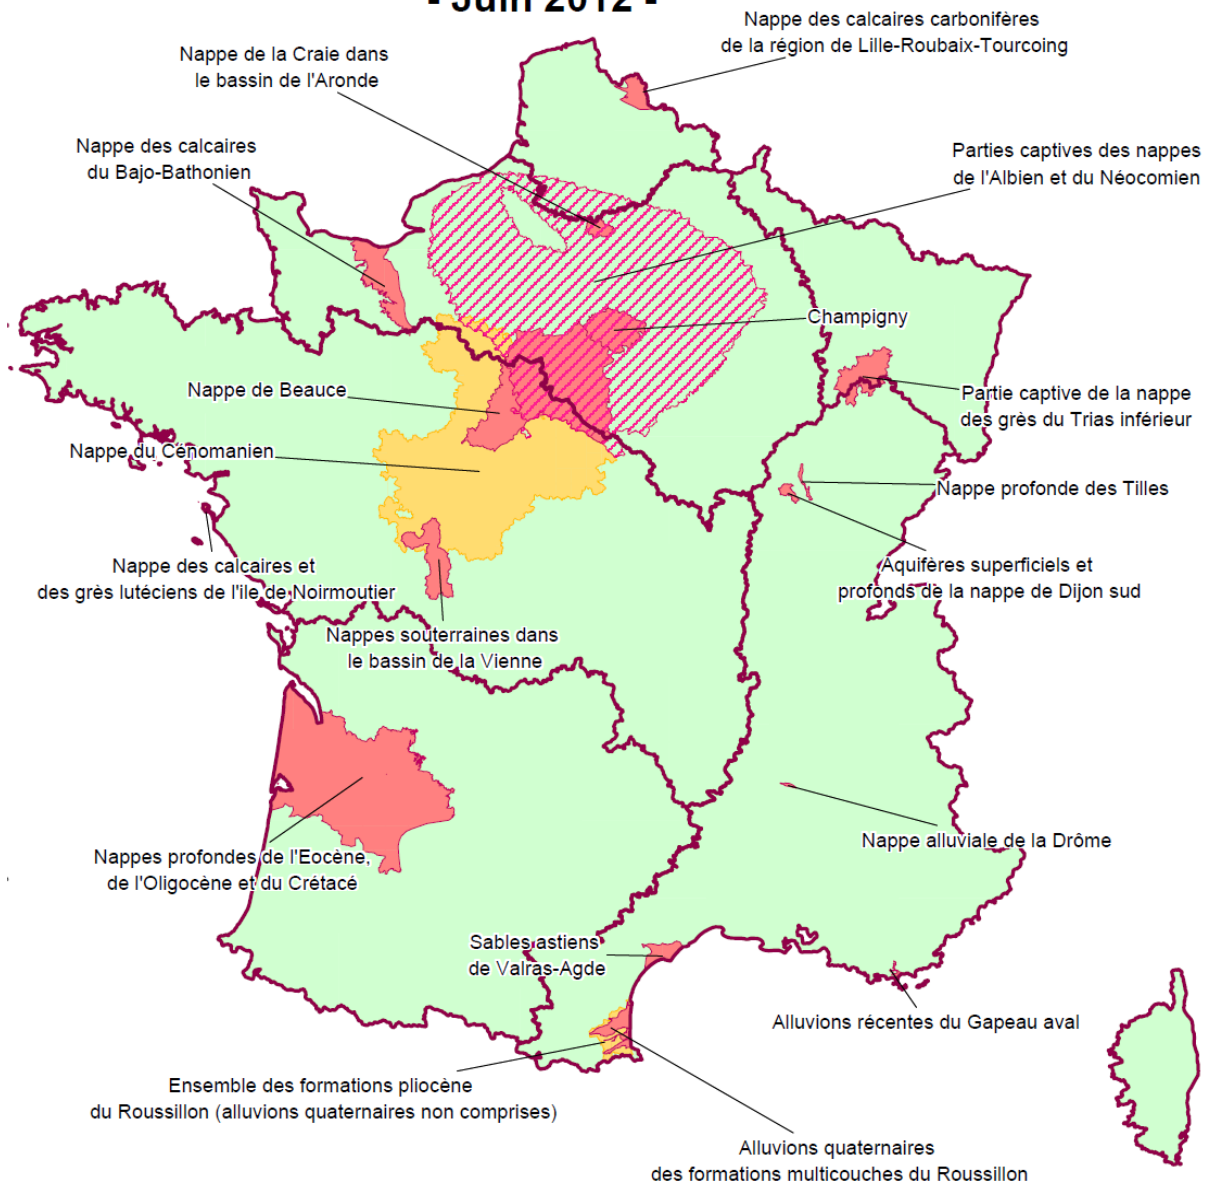 - Juin 2012 -
Nappe des calcaires carbonifères
de la région de Lille-Roubaix-Tourcoing
Nappe de la Craie dans
le bassin de l'Aronde
Nappe des calcaires
du Bajo-Bathonien
Parties captives des nappes
de l'Albien et du Néocomien
Champigny
Nappe de Beauce
Partie captive de la nappe
des grès du Trias inférieur
Nappe du Cénomanien
Nappe profonde des Tilles
Nappe des calcaires et
des grès lutéciens de l'ile de Noirmoutier
Aquifères superficiels et
profonds de la nappe de Dijon sud
Nappes souterraines dans
le bassin de la Vienne
Nappe alluviale de la Drôme
Nappes profondes de l'Eocène,
de l'Oligocène et du Crétacé
Sables astiens
de Valras-Agde
Alluvions récentes du Gapeau aval
Ensemble des formations pliocène
du Roussillon (alluvions quaternaires non comprises)
Alluvions quaternaires
des formations multicouches du Roussillon